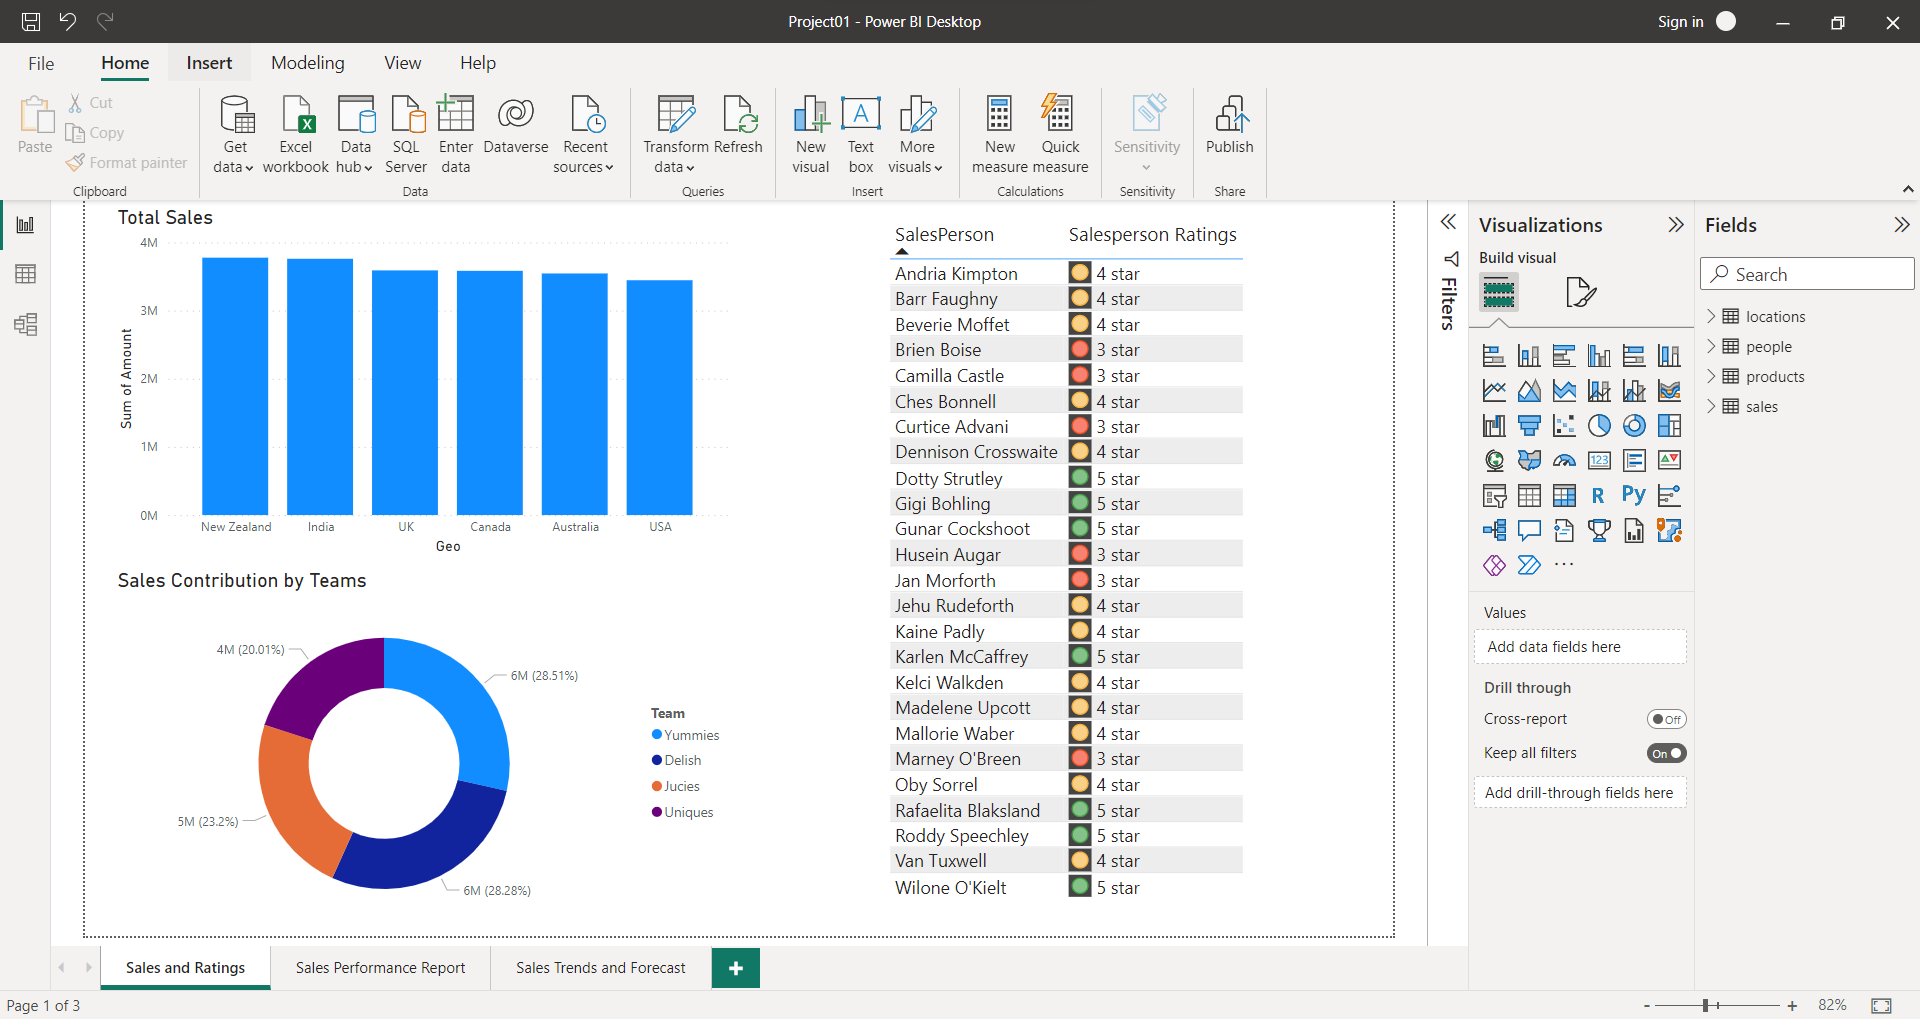 Project01 - Power BI Desktop
Sign in
File Home Insert Modeling View Help
Paste
Cut
Copy
Format painter
Clipboard
Get data
Excel workbook
Data hub
SQL Server
Enter data
Dataverse
Recent sources
Data
Transform data
Refresh
Queries
New visual
Text box
More visuals
Insert
New measure
Quick measure
Calculations
Sensitivity
Sensitivity
Publish
Share
Total Sales
Sum of Amount
4M
3M
2M
1M
0M
New Zealand India UK Canada Australia USA
Geo
Sales Contribution by Teams
4M (20.01%)
6M (28.51%)
5M (23.2%)
6M (28.28%)
Team
Yummies
Delish
Jucies
Uniques
SalesPerson Salesperson Ratings
Andria Kimpton 4 star
Barr Faughny 4 star
Beverie Moffet 4 star
Brien Boise 3 star
Camilla Castle 3 star
Ches Bonnell 4 star
Curtice Advani 3 star
Dennison Crosswaite 4 star
Dotty Strutley 5 star
Gigi Bohling 5 star
Gunar Cockshoot 5 star
Husein Augar 3 star
Jan Morforth 3 star
Jehu Rudeforth 4 star
Kaine Padly 4 star
Karlen McCaffrey 5 star
Kelci Walkden 4 star
Madelene Upcott 4 star
Mallorie Waber 4 star
Marney O'Breen 3 star
Oby Sorrel 4 star
Rafaelita Blaksland 5 star
Roddy Speechley 5 star
Van Tuxwell 4 star
Wilone O'Kielt 5 star
Filters
Visualizations
Build visual
123
R
Py
Values
Add data fields here
Drill through
Cross-report Off
Keep all filters On
Add drill-through fields here
Fields
Search
locations
people
products
sales
Sales and Ratings Sales Performance Report Sales Trends and Forecast +
Page 1 of 3
- + 82%